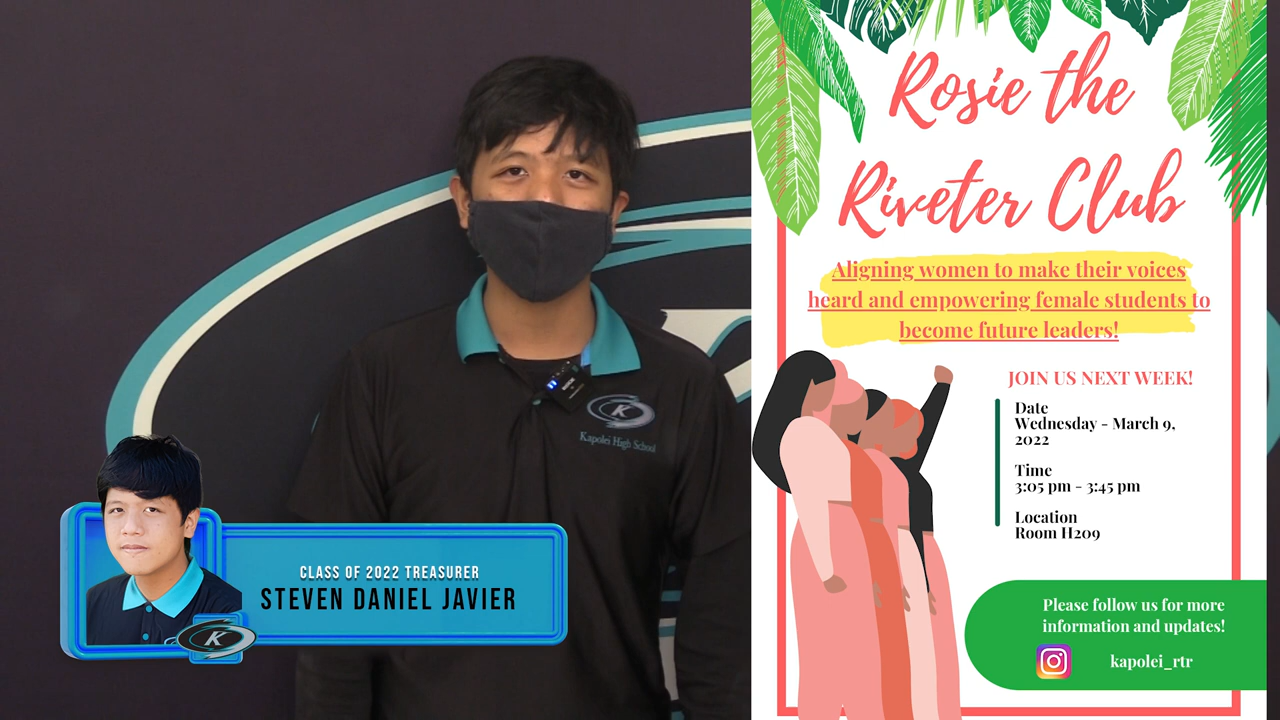 K
Kapolei High School
CLASS OF 2022 TREASURER
STEVEN DANIEL JAVIER
K
Rosie the
Riveter Club
Aligning women to make their voices
heard and empowering female students to
become future leaders!
JOIN US NEXT WEEK!
Date
Wednesday - March 9,
2022
Time
3:05 pm - 3:45 pm
Location
Room H209
Please follow us for more
information and updates!
kapolei_rtr